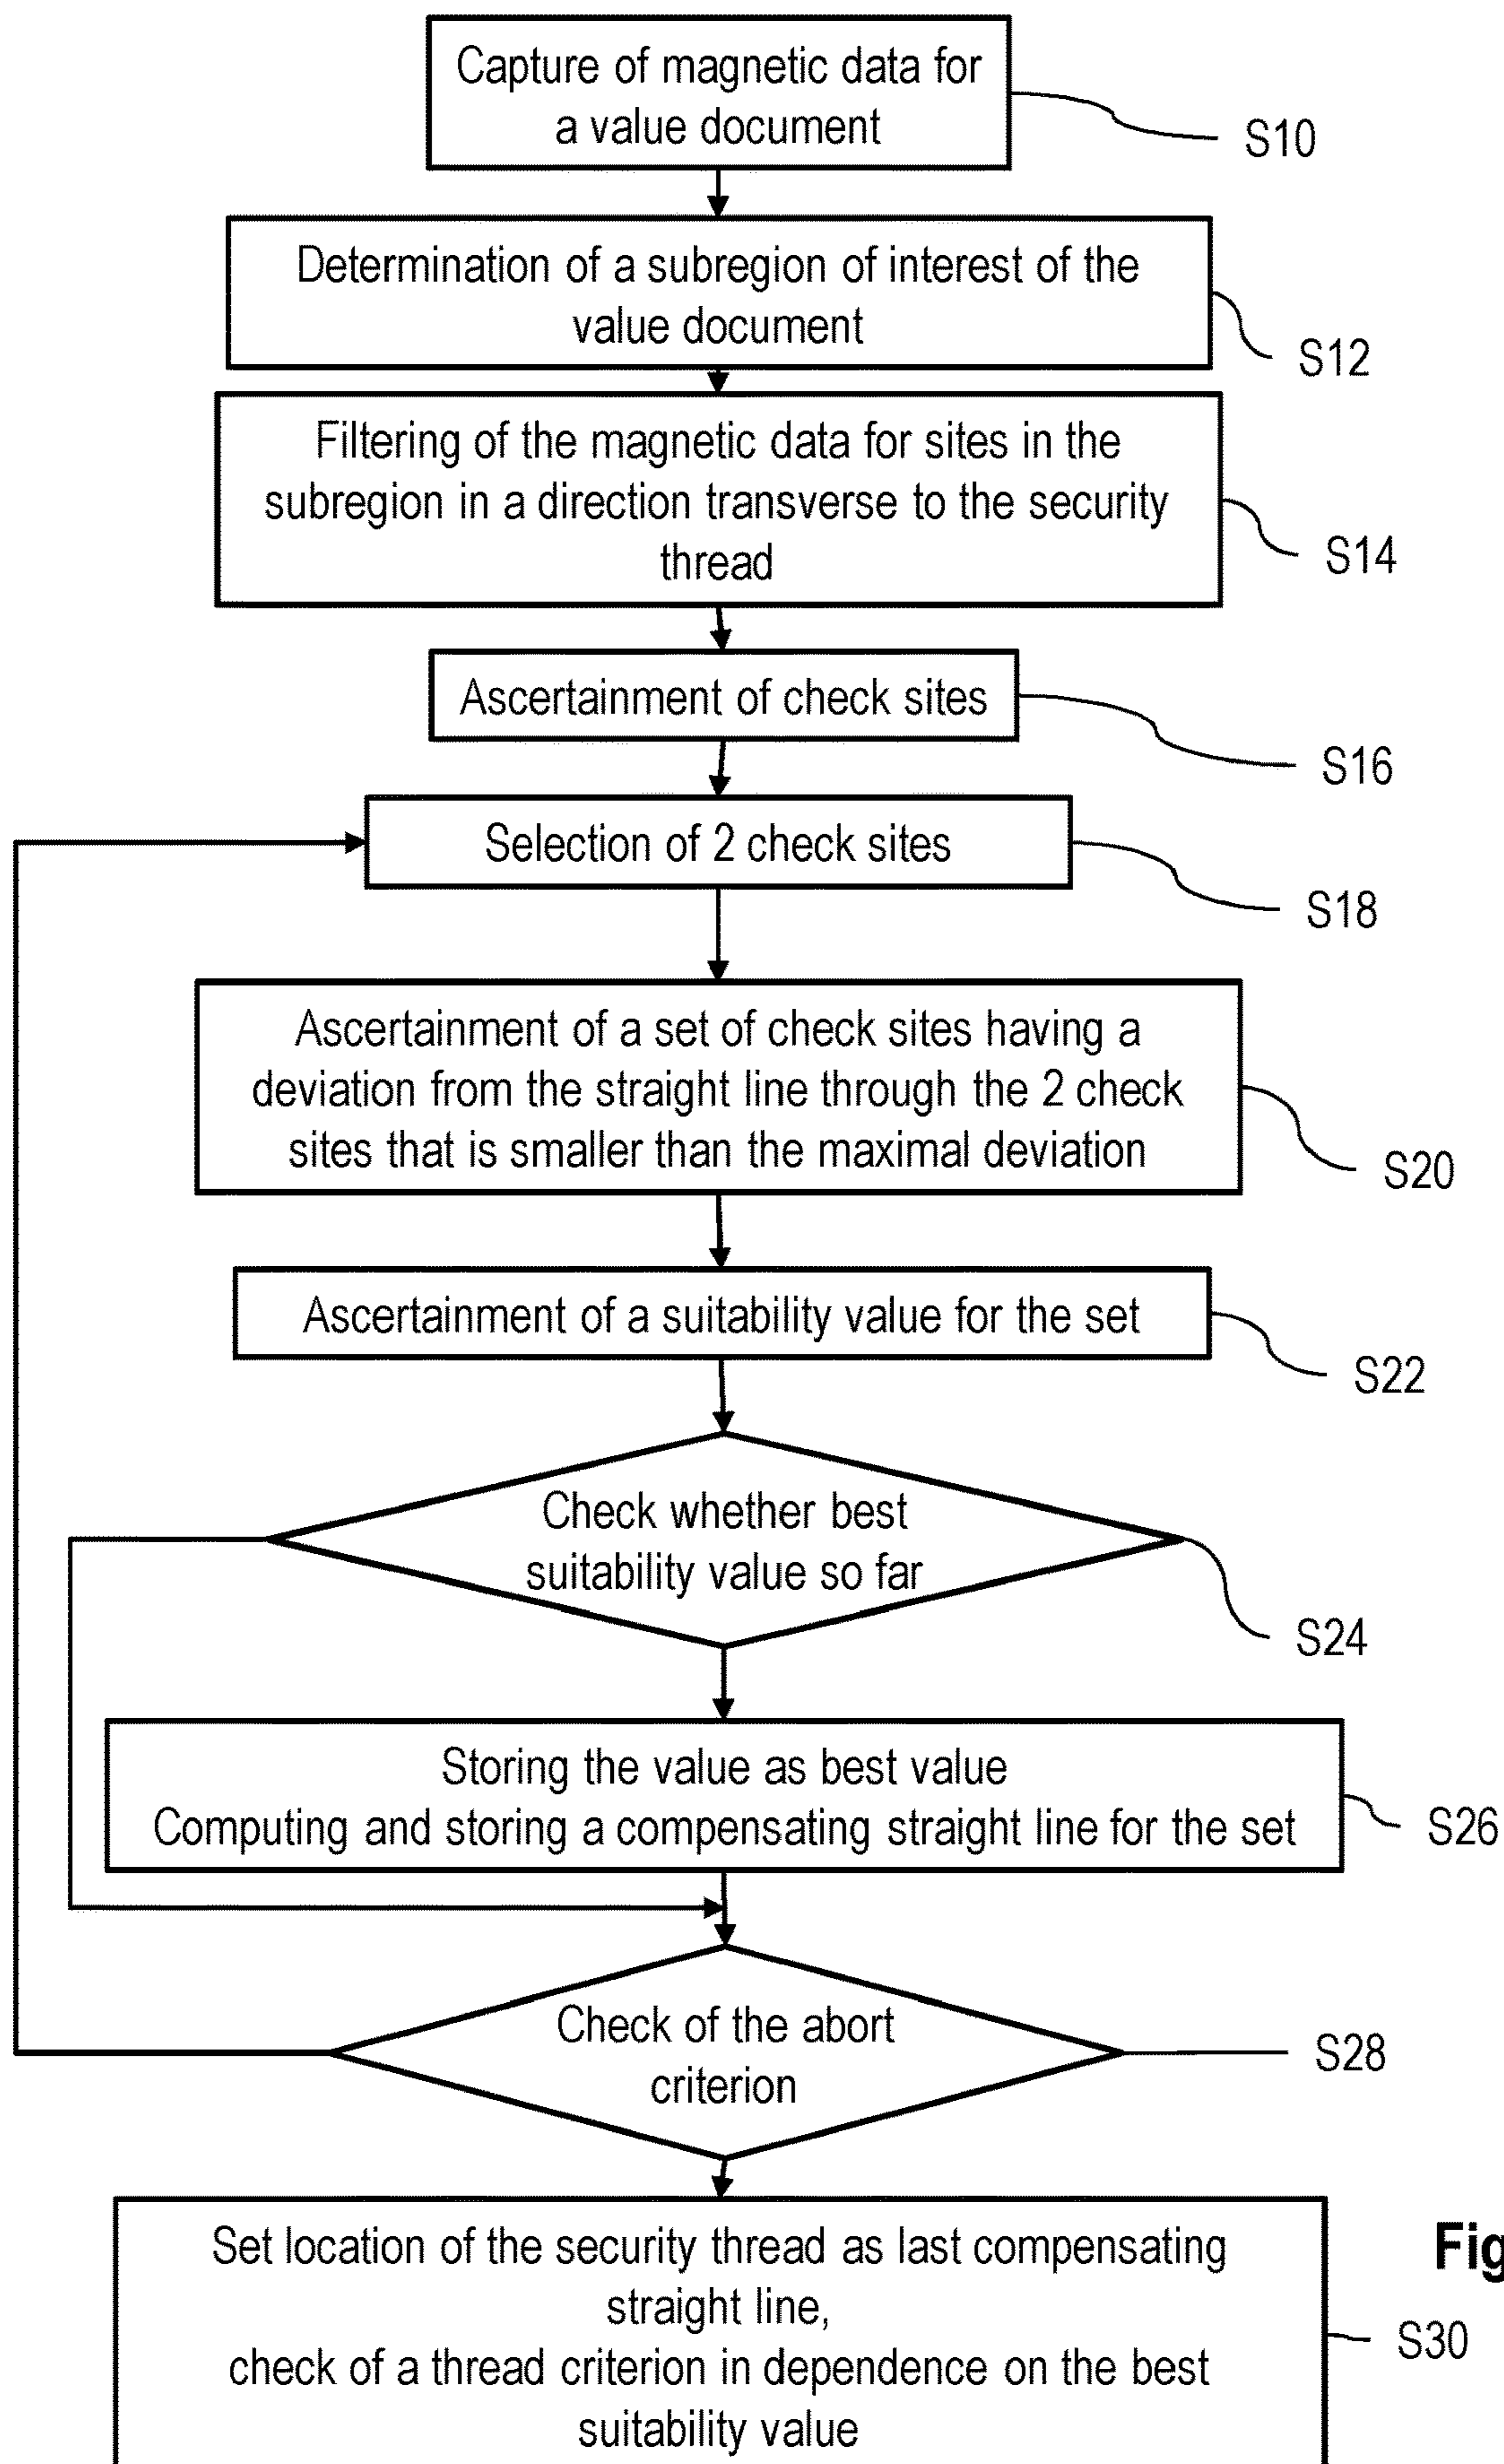 Capture of magnetic data for
a value document
S10
Determination of a subregion of interest of the
value document
S12
Filtering of the magnetic data for sites in the
subregion in a direction transverse to the security
thread
S14
Ascertainment of check sites
S16
Selection of 2 check sites
S18
Ascertainment of a set of check sites having a
deviation from the straight line through the 2 check
sites that is smaller than the maximal deviation
S20
Ascertainment of a suitability value for the set
S22
Check whether best
suitability value so far
S24
Storing the value as best value
Computing and storing a compensating straight line for the set
S26
Check of the abort
criterion
S28
Set location of the security thread as last compensating
straight line,
check of a thread criterion in dependence on the best
suitability value
Fig
S30